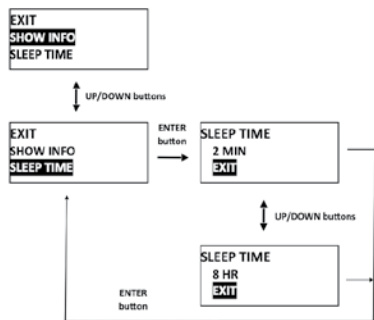 EXIT
SHOW INFO
SLEEP TIME
UP/DOWN buttons
EXIT
SHOW INFO
SLEEP TIME
ENTER
button
SLEEP TIME
2 MIN
EXIT
UP/DOWN buttons
SLEEP TIME
8 HR
EXIT
ENTER
button